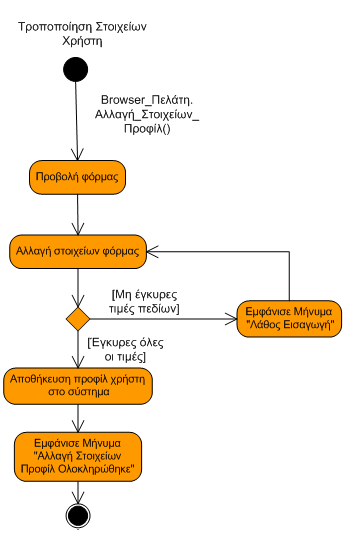 Τροποποίηση Στοιχείων
Χρήστη
Browser_Πελάτη.
Αλλαγή_Στοιχείων_
Προφίλ()
Προβολή φόρμας
Αλλαγή στοιχείων φόρμας
[Μη έγκυρες
τιμές πεδίων]
Εμφάνισε Μήνυμα
"Λάθος Εισαγωγή"
[Έγκυρες όλες
οι τιμές]
Αποθήκευση προφίλ χρήστη
στο σύστημα
Εμφάνισε Μήνυμα
"Αλλαγή Στοιχείων
Προφίλ Ολοκληρώθηκε"